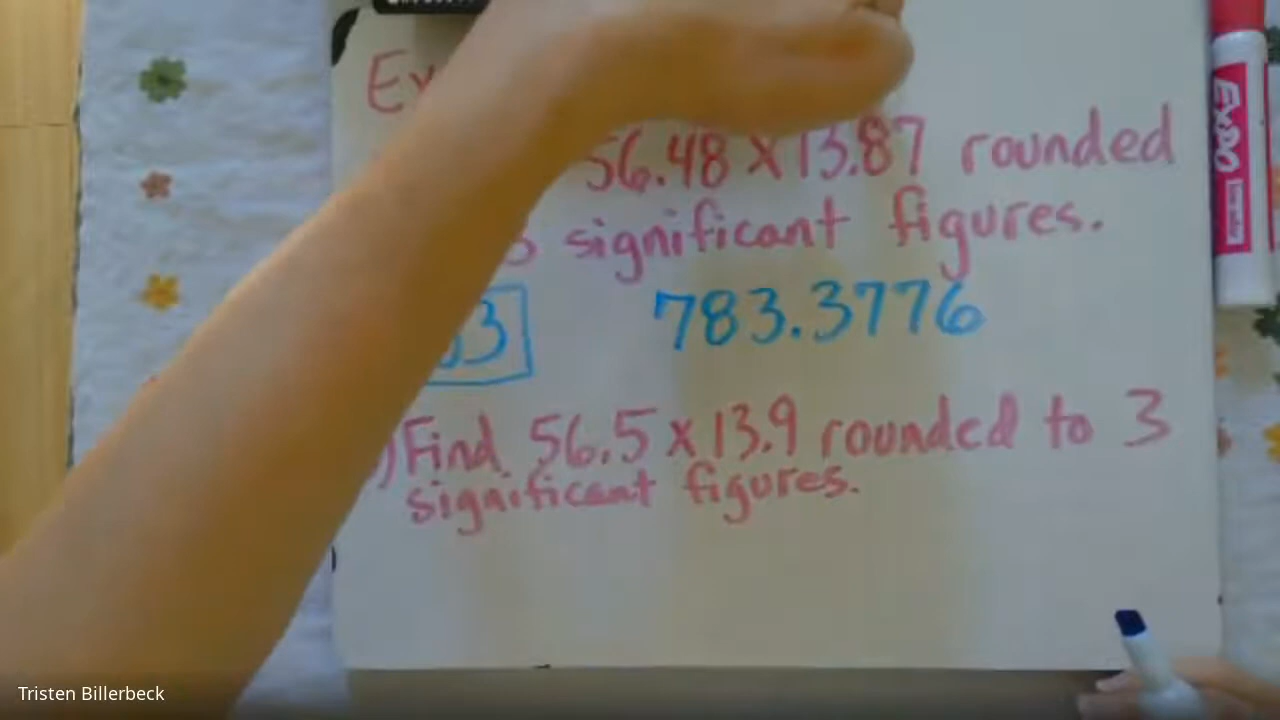 Ex
56.48 x 13.87 rounded
3 significant figures.
783.3776
Find 56.5 x 13.9 rounded to 3
significant figures.
EXPO
Tristen Billerbeck